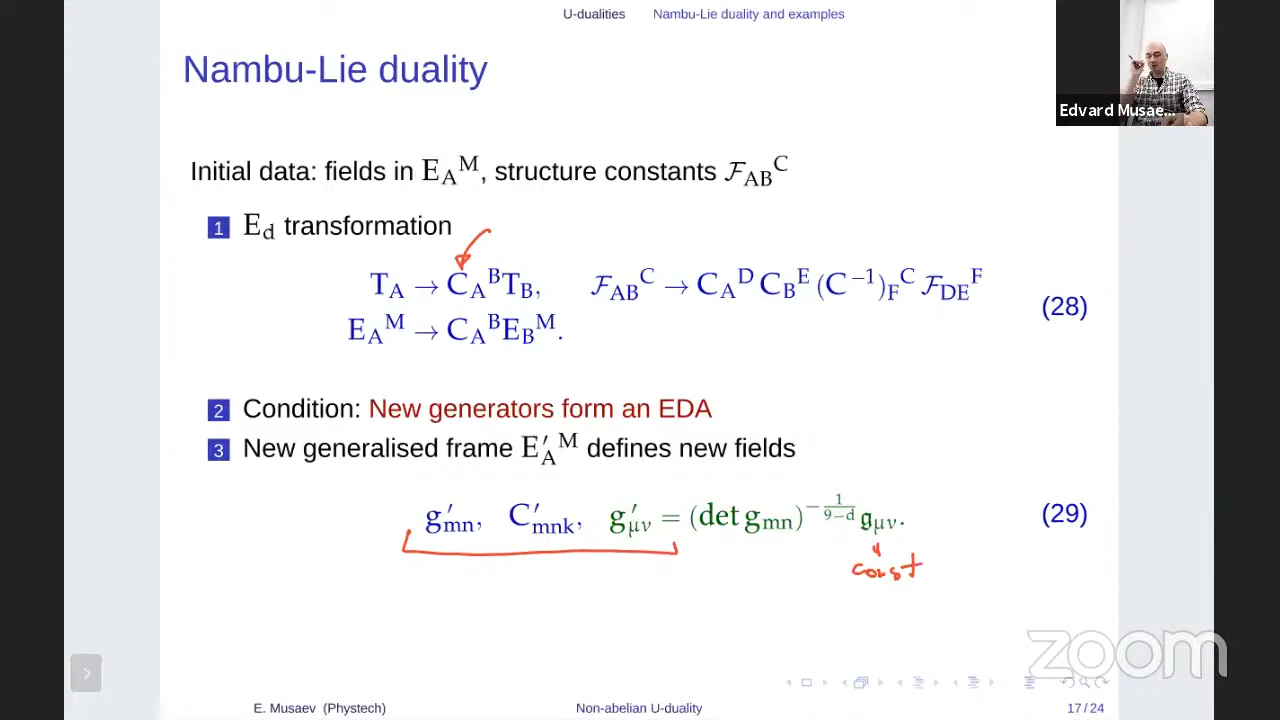 U-dualities Nambu-Lie duality and examples
Nambu-Lie duality
Edvard Musae...
Initial data: fields in E_A^M, structure constants ℱ_AB^C
1 E_d transformation
T_A → C_A^B T_B, ℱ_AB^C → C_A^D C_B^E (C^−1)_F^C ℱ_DE^F
E_A^M → C_A^B E_B^M.
(28)
2 Condition: New generators form an EDA
3 New generalised frame E′_A^M defines new fields
g′_mn, C′_mnk, g′_μν = (det g_mn)^−1/(9−d) 𝔤_μν. (29)
const
zoom
E. Musaev (Phystech) Non-abelian U-duality 17 / 24